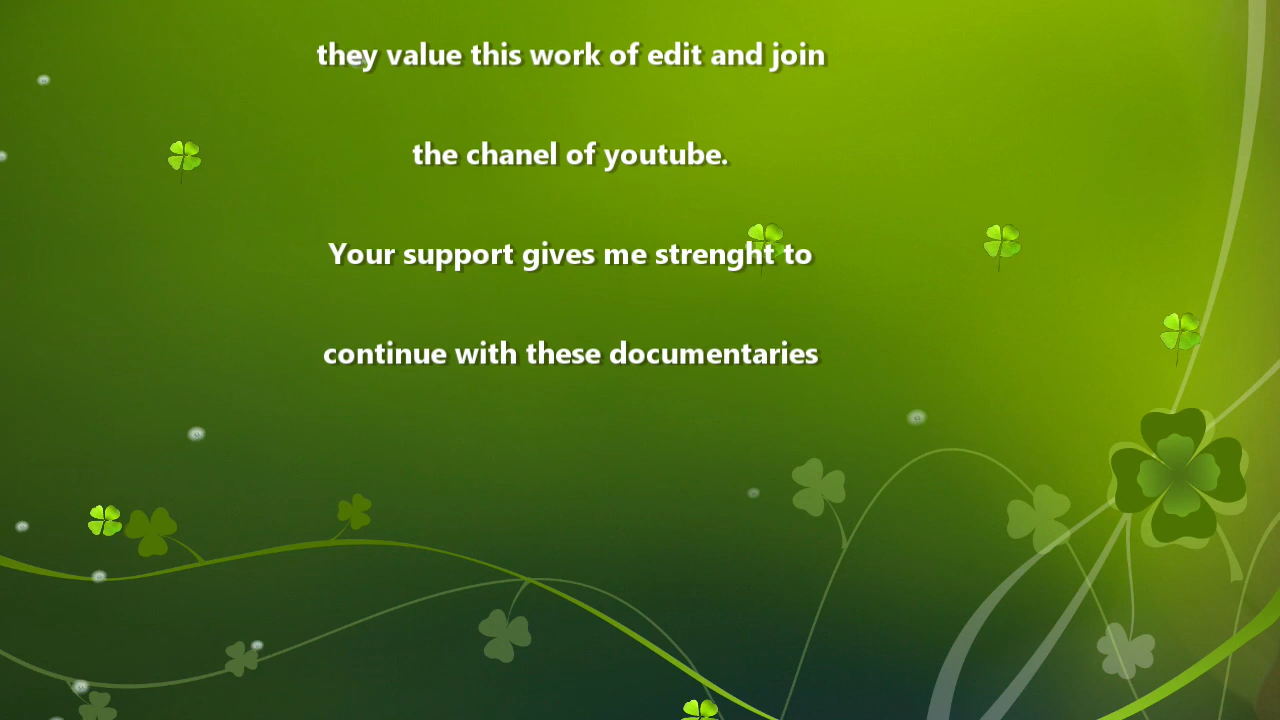 they value this work of edit and join
the chanel of youtube.
Your support gives me strenght to
continue with these documentaries